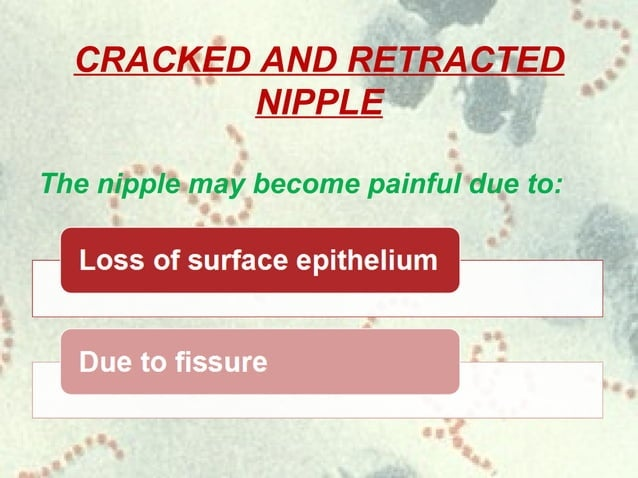 CRACKED AND RETRACTED
NIPPLE
The nipple may become painful due to:
Loss of surface epithelium
Due to fissure